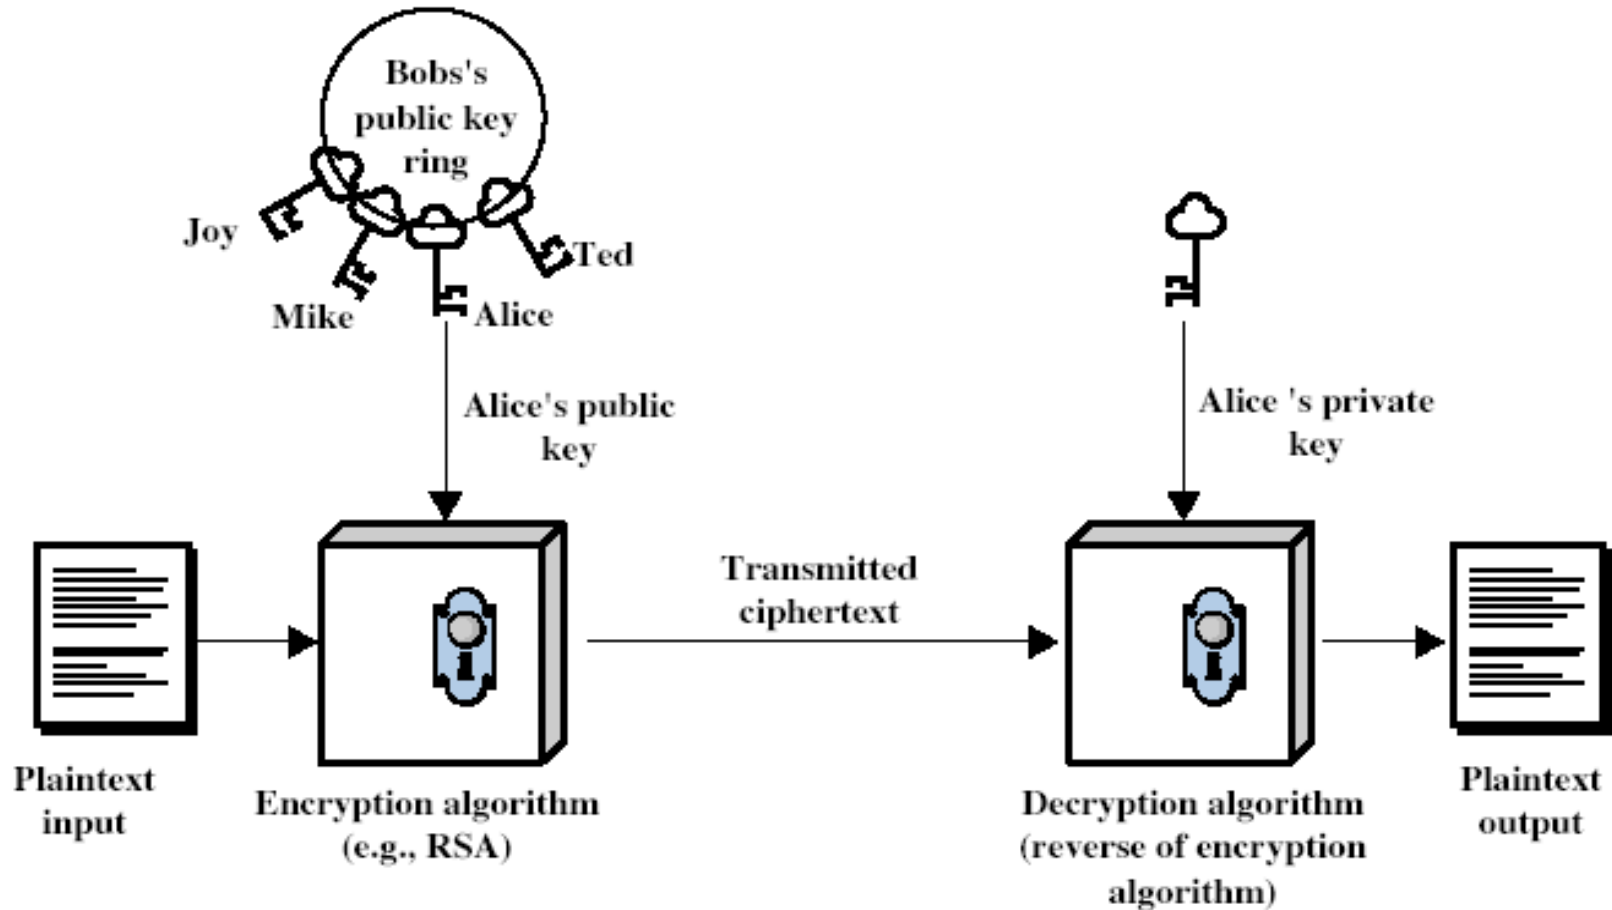 Bobs's
public key
ring
Joy
Ted
Mike
Alice
Alice's public
key
Alice 's private
key
Transmitted
ciphertext
Plaintext
input
Encryption algorithm
(e.g., RSA)
Decryption algorithm
(reverse of encryption
algorithm)
Plaintext
output